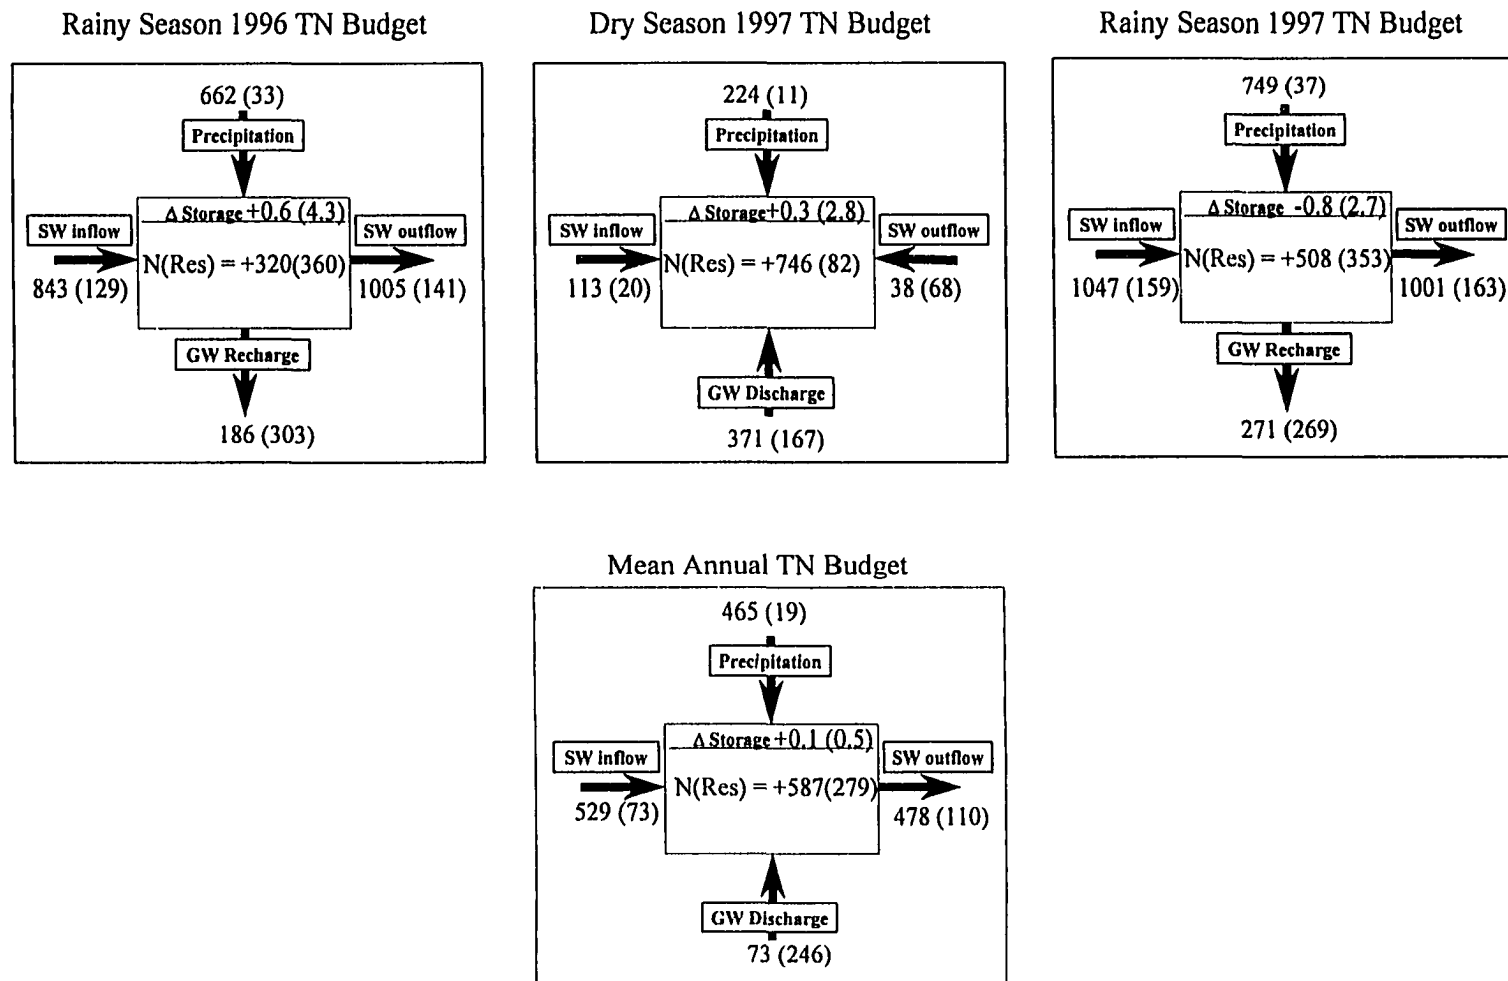 Rainy Season 1996 TN Budget
662 (33)
Precipitation
Δ Storage +0.6 (4.3)
SW inflow
SW outflow
N(Res) = +320(360)
843 (129)
1005 (141)
GW Recharge
186 (303)
Dry Season 1997 TN Budget
224 (11)
Precipitation
Δ Storage+0.3 (2.8)
SW inflow
SW outflow
N(Res) = +746 (82)
113 (20)
38 (68)
GW Discharge
371 (167)
Rainy Season 1997 TN Budget
749 (37)
Precipitation
Δ Storage -0.8 (2.7)
SW inflow
SW outflow
N(Res) = +508 (353)
1047 (159)
1001 (163)
GW Recharge
271 (269)
Mean Annual TN Budget
465 (19)
Precipitation
Δ Storage +0.1 (0.5)
SW inflow
SW outflow
N(Res) = +587(279)
529 (73)
478 (110)
GW Discharge
73 (246)